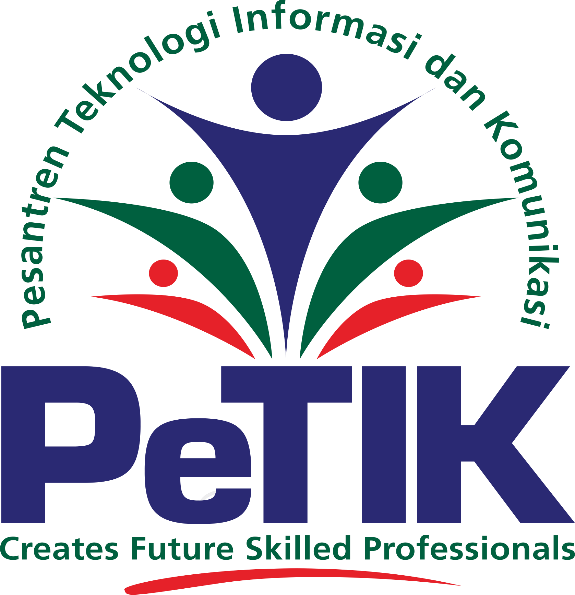 Pesantren Teknologi Informasi dan Komunikasi
PeTIK
Creates Future Skilled Professionals